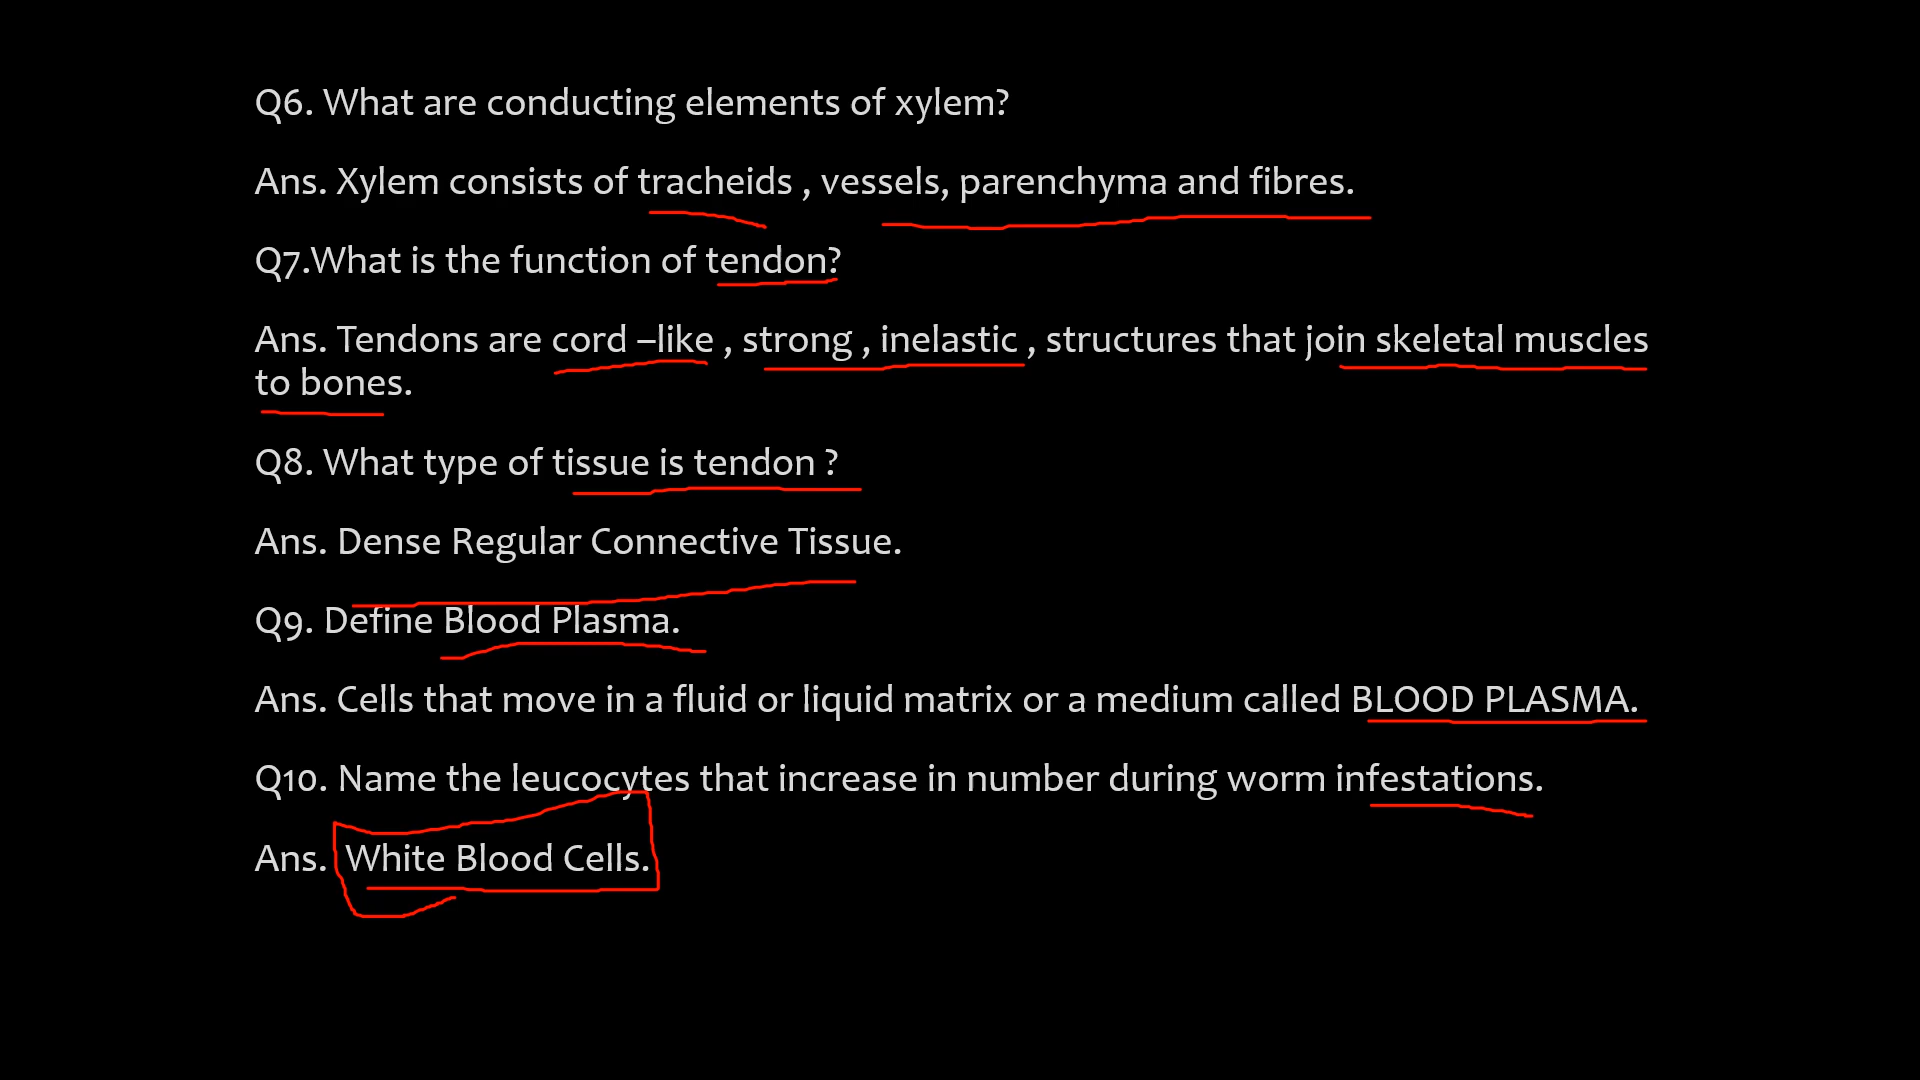 Q6. What are conducting elements of xylem?
Ans. Xylem consists of tracheids , vessels, parenchyma and fibres.
Q7.What is the function of tendon?
Ans. Tendons are cord –like , strong , inelastic , structures that join skeletal muscles
to bones.
Q8. What type of tissue is tendon ?
Ans. Dense Regular Connective Tissue.
Q9. Define Blood Plasma.
Ans. Cells that move in a fluid or liquid matrix or a medium called BLOOD PLASMA.
Q10. Name the leucocytes that increase in number during worm infestations.
Ans. White Blood Cells.